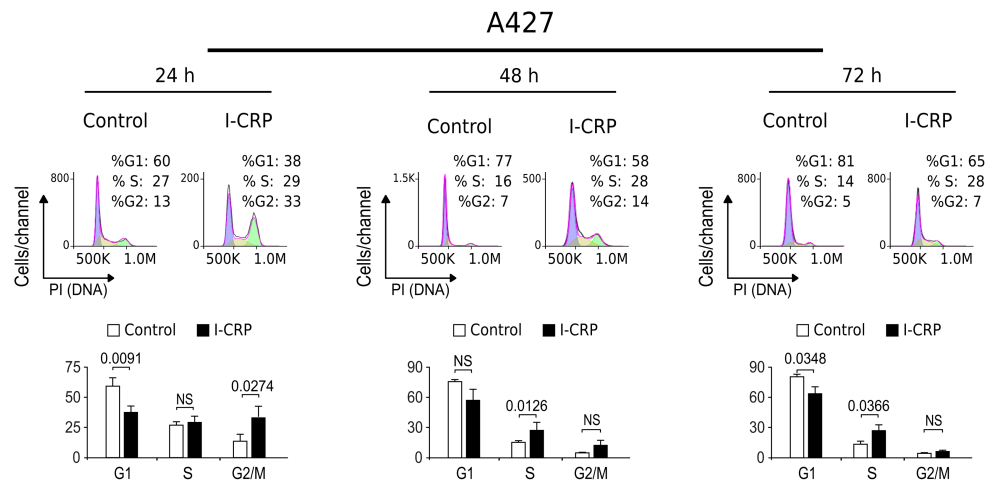 A427
24 h 48 h 72 h
Control I-CRP Control I-CRP Control I-CRP
%G1: 60 %G1: 38 %G1: 77 %G1: 58 %G1: 81 %G1: 65
800 % S: 27 200 % S: 29 1.5K % S: 16 500 % S: 28 800 % S: 14 800 % S: 28
%G2: 13 %G2: 33 %G2: 7 %G2: 14 %G2: 5 %G2: 7
Cells/channel Cells/channel Cells/channel
0 0 0 0 0 0
500K 1.0M 500K 1.0M 500K 1.0M 500K 1.0M 500K 1.0M 500K 1.0M
PI (DNA) PI (DNA) PI (DNA)
Control I-CRP Control I-CRP Control I-CRP
75 0.0091 90 NS 90 0.0348
50 NS 0.0274 60 0.0126 NS 60 0.0366 NS
25 30 30
0 0 0
G1 S G2/M G1 S G2/M G1 S G2/M